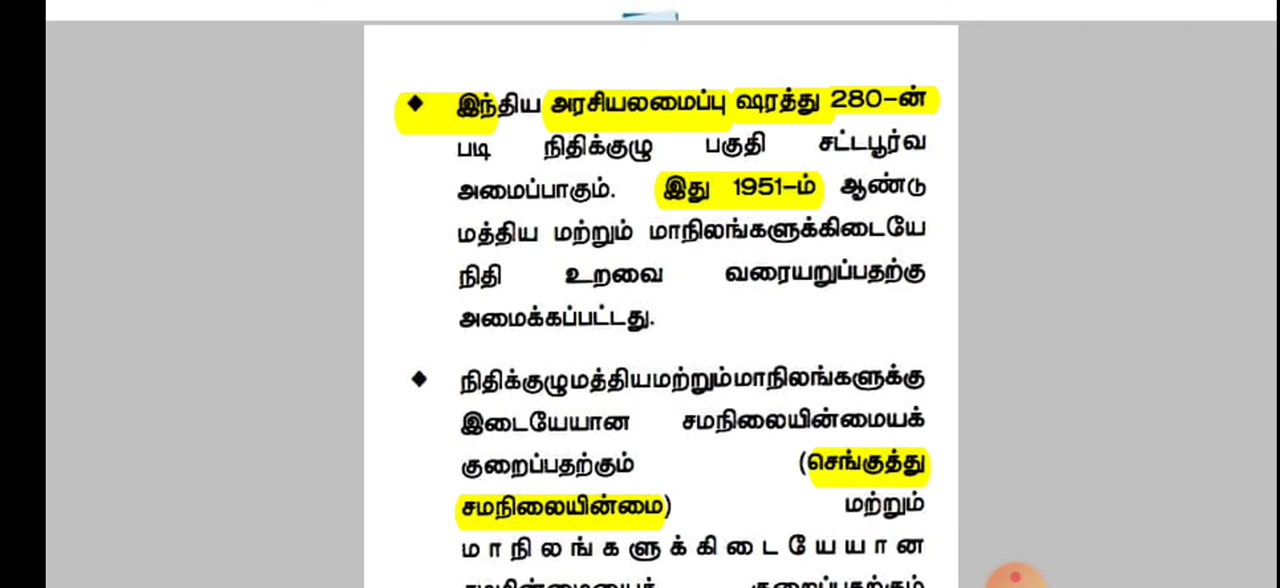 ◆ இந்திய அரசியலமைப்பு ஷரத்து 280-ன்
படி நிதிக்குழு பகுதி சட்டபூர்வ
அமைப்பாகும். இது 1951-ம் ஆண்டு
மத்திய மற்றும் மாநிலங்களுக்கிடையே
நிதி உறவை வரையறுப்பதற்கு
அமைக்கப்பட்டது.
◆ நிதிக்குழுமத்தியமற்றும்மாநிலங்களுக்கு
இடையேயான சமநிலையின்மையக்
குறைப்பதற்கும் (செங்குத்து
சமநிலையின்மை) மற்றும்
மாநிலங்களுக்கிடையேயான